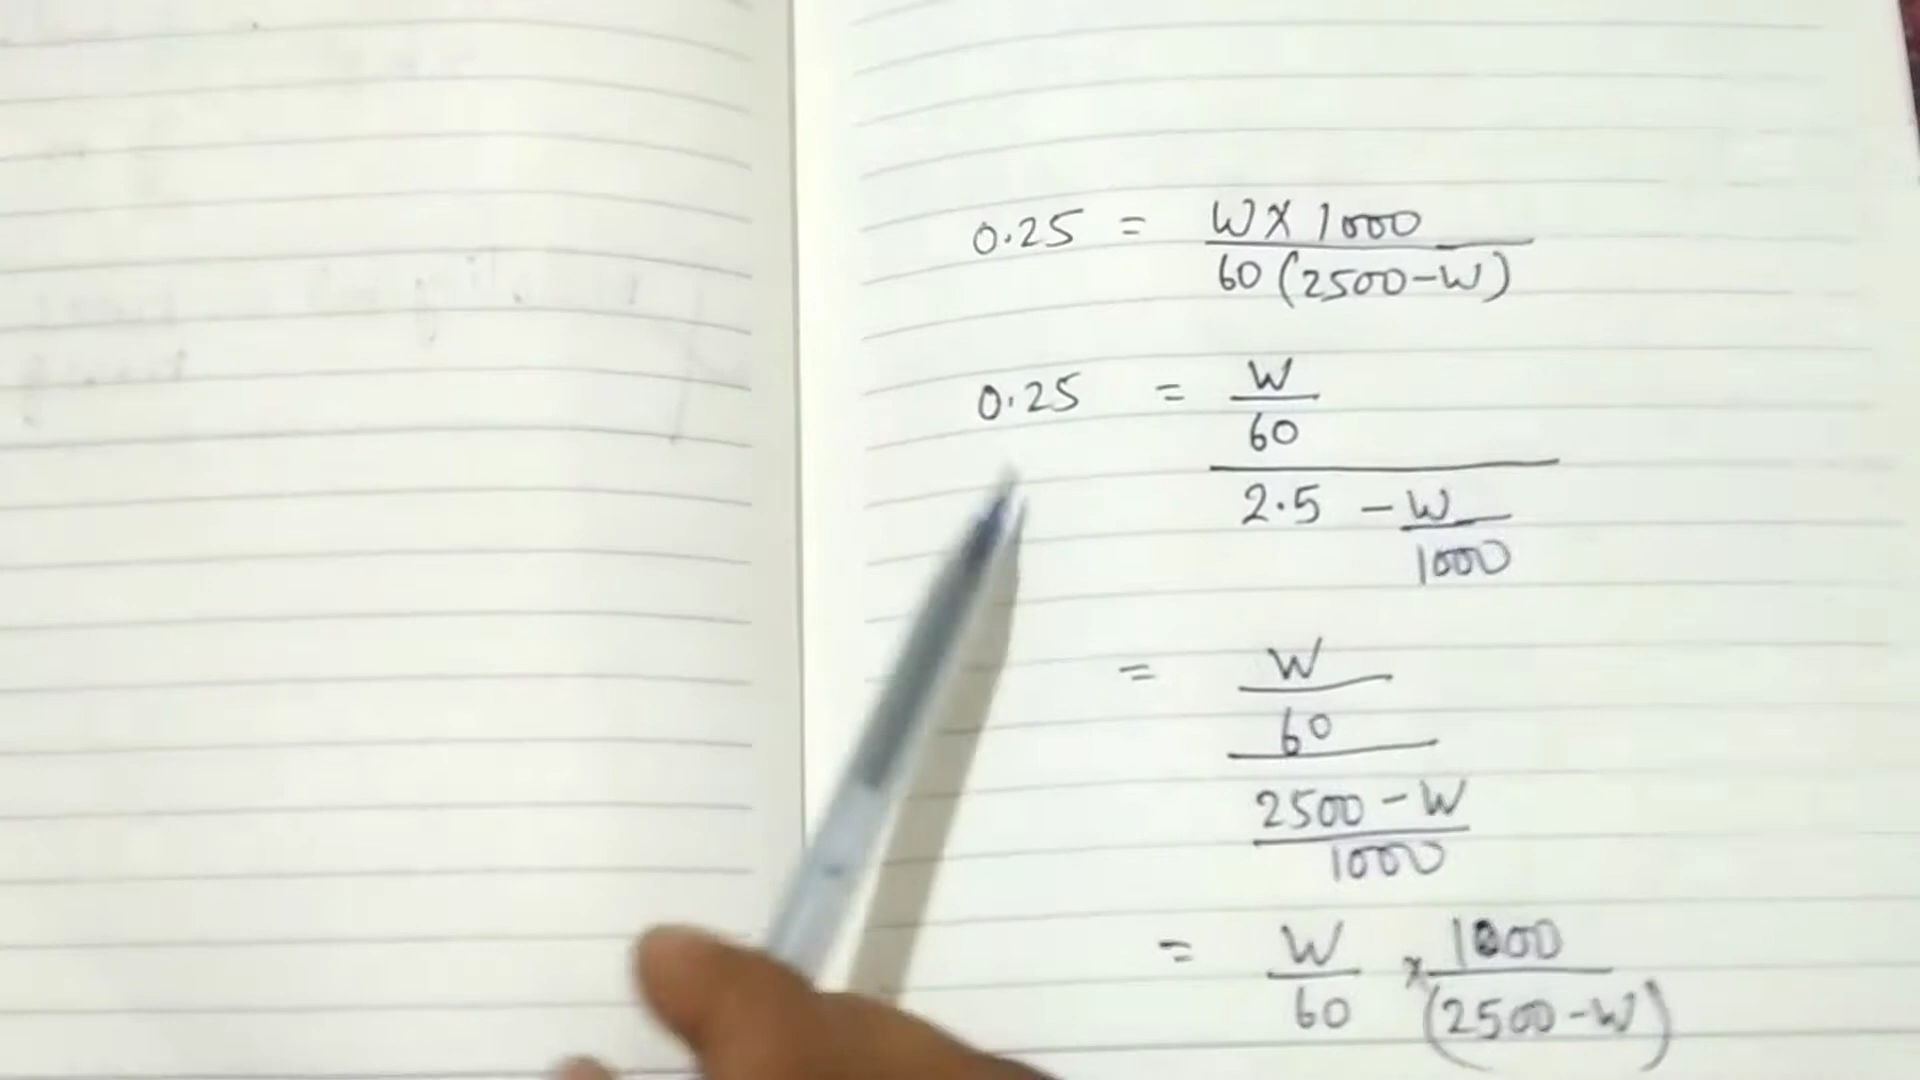 0.25 = W x 1000
60 (2500-W)
0.25 = W
60
2.5 - W
1000
= W
60
2500 - W
1000
= W x 1000
60 (2500-W)